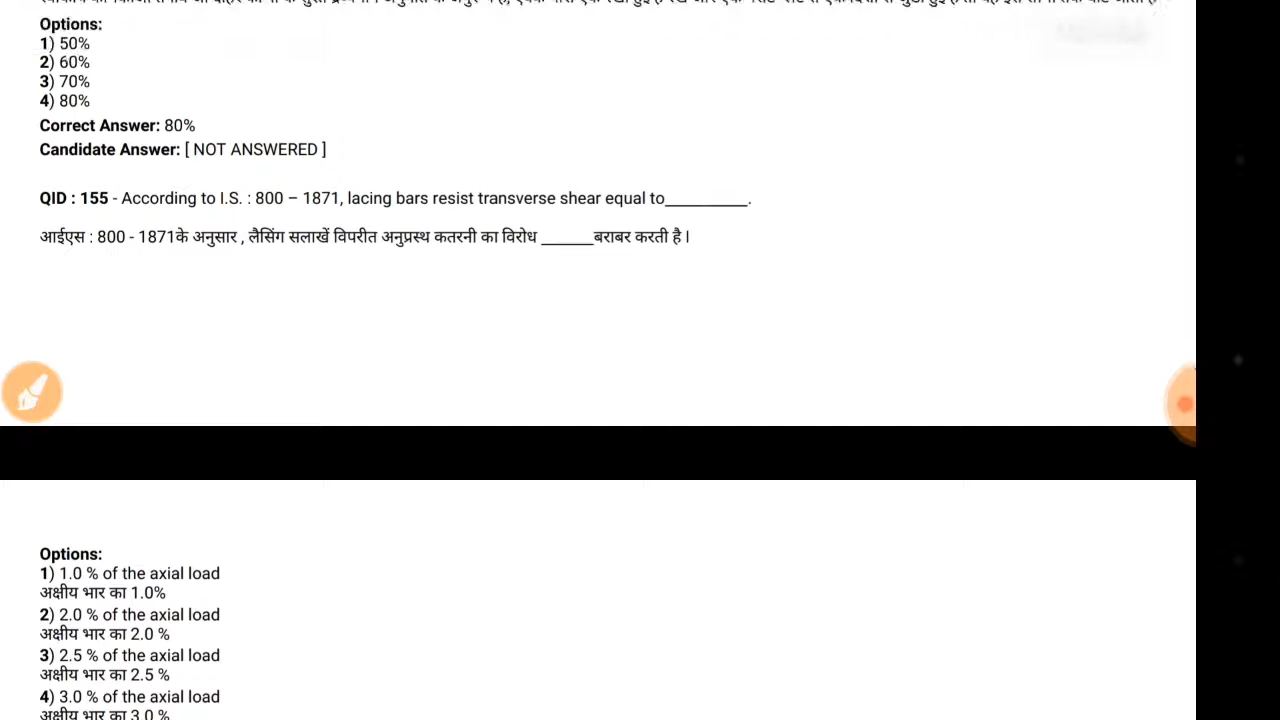 Options:
1) 50%
2) 60%
3) 70%
4) 80%
Correct Answer: 80%
Candidate Answer: [ NOT ANSWERED ]
QID : 155 - According to I.S. : 800 – 1871, lacing bars resist transverse shear equal to__________.
आईएस : 800 - 1871के अनुसार , लैसिंग सलाखें विपरीत अनुप्रस्थ कतरनी का विरोध _______बराबर करती है।
Options:
1) 1.0 % of the axial load
अक्षीय भार का 1.0%
2) 2.0 % of the axial load
अक्षीय भार का 2.0 %
3) 2.5 % of the axial load
अक्षीय भार का 2.5 %
4) 3.0 % of the axial load
अक्षीय भार का 3.0 %